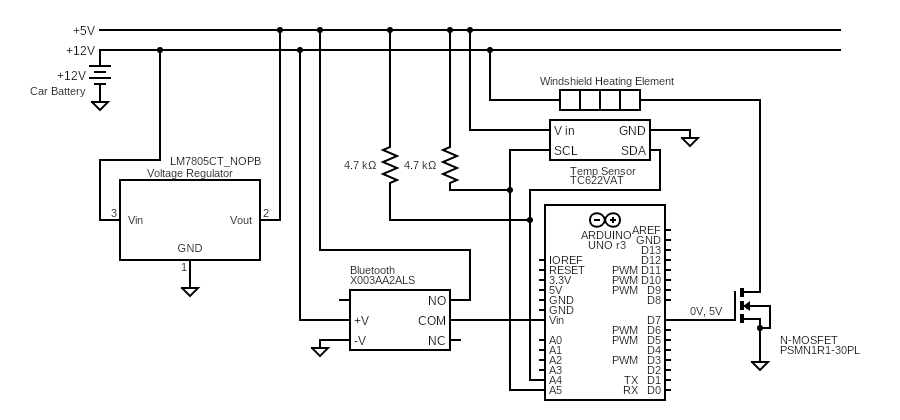 +5V
+12V
+12V
Car Battery
Windshield Heating Element
V in GND
SCL SDA
Temp Sensor
TC622VAT
4.7 kΩ 4.7 kΩ
LM7805CT_NOPB
Voltage Regulator
3 Vin Vout 2
GND
1
Bluetooth
X003AA2ALS
NO
+V COM
-V NC
ARDUINO
UNO r3
AREF
GND
D13
IOREF D12
RESET PWM D11
3.3V PWM D10
5V PWM D9
GND D8
GND
Vin D7
PWM D6
A0 PWM D5
A1 D4
A2 PWM D3
A3 D2
A4 TX D1
A5 RX D0
0V, 5V
N-MOSFET
PSMN1R1-30PL